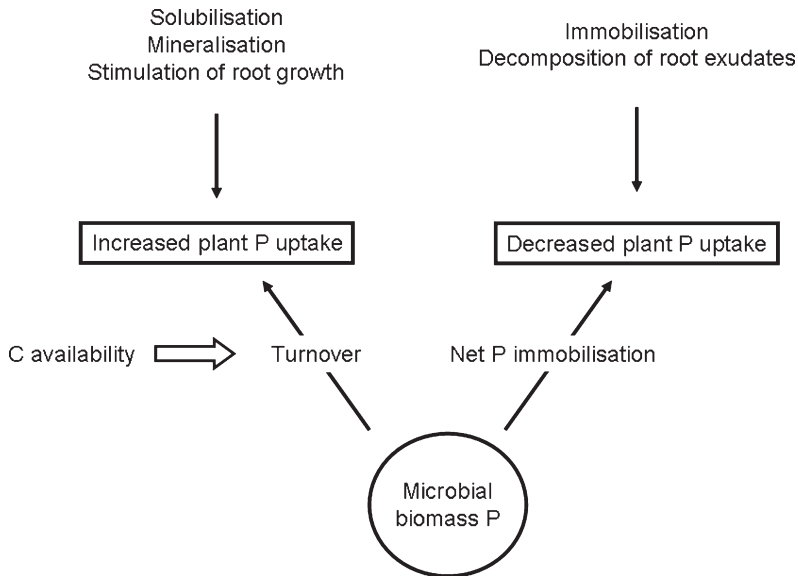 Solubilisation
Mineralisation
Stimulation of root growth
Immobilisation
Decomposition of root exudates
Increased plant P uptake
Decreased plant P uptake
C availability
Turnover
Net P immobilisation
Microbial
biomass P